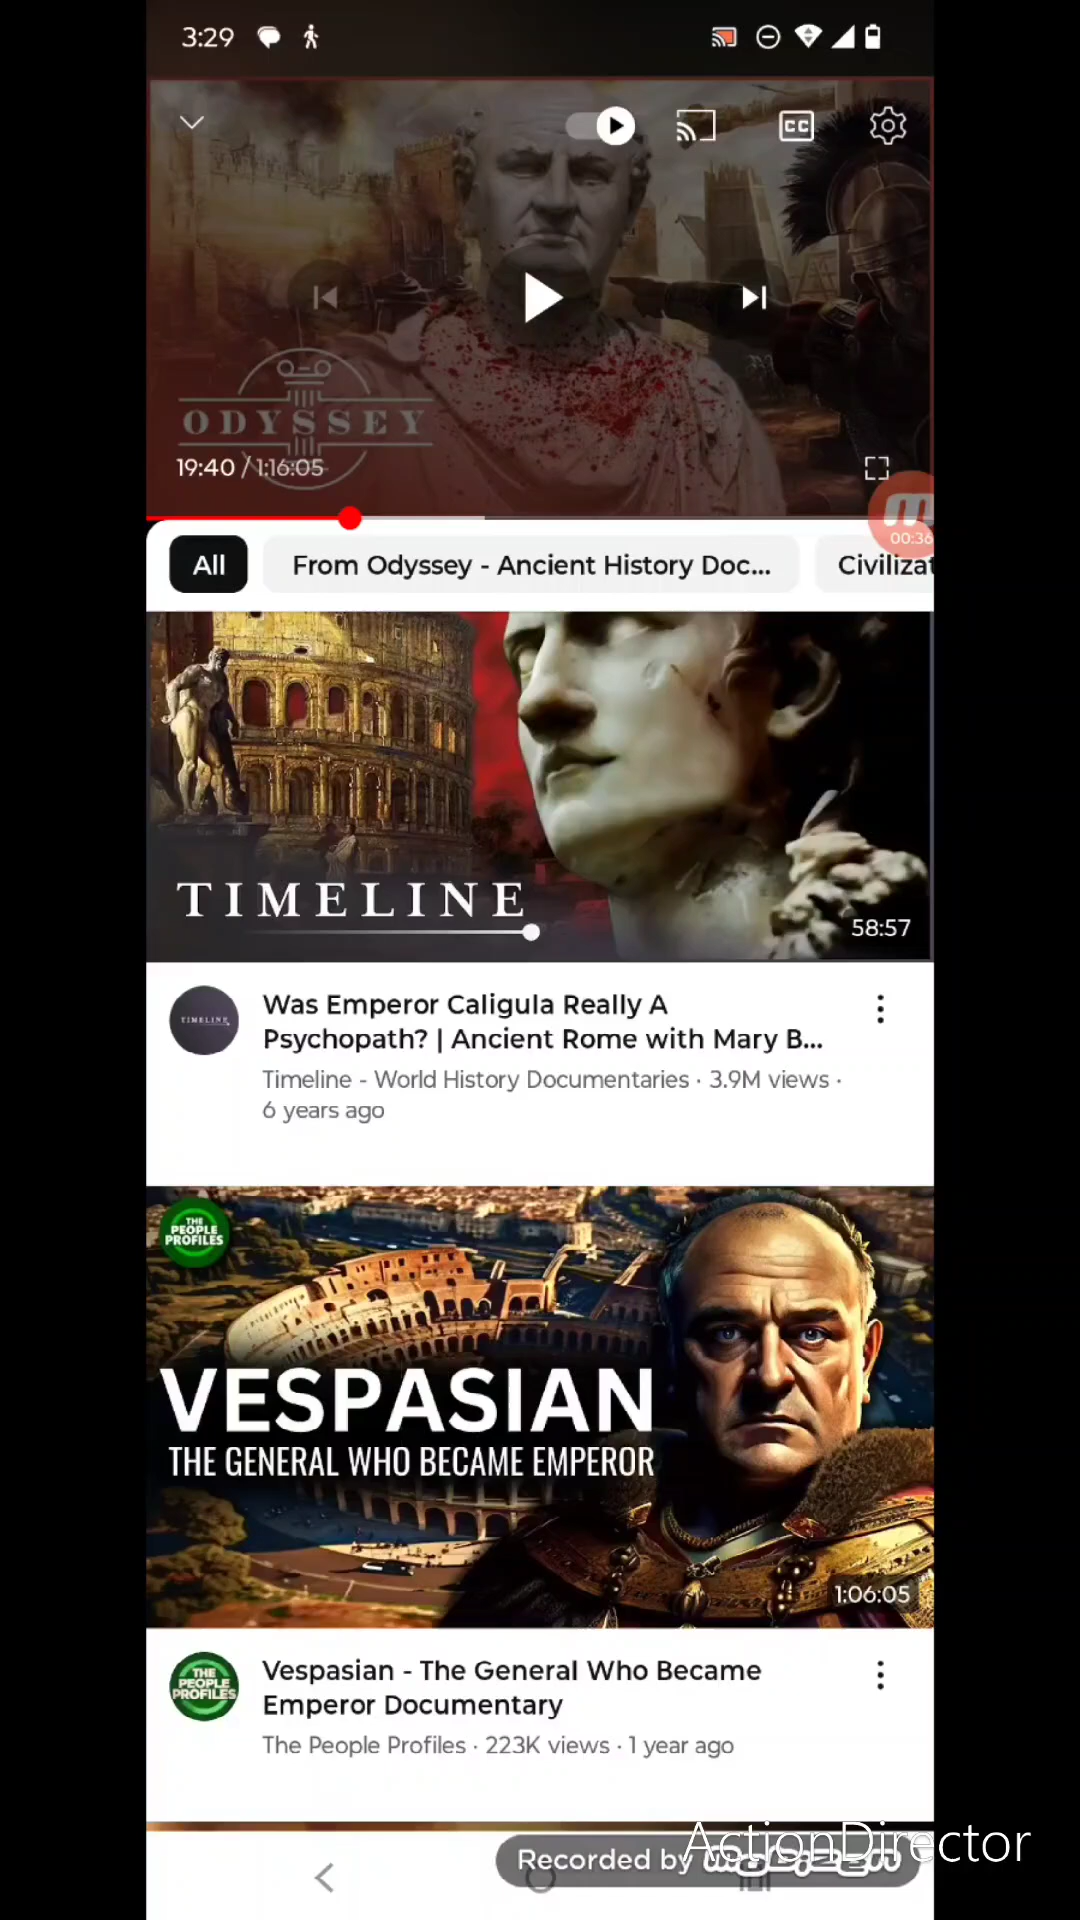 3:29
CC
ODYSSEY
19:40 / 1:16:05
00:36
All
From Odyssey - Ancient History Doc...
Civilizat
TIMELINE
58:57
TIMELINE
Was Emperor Caligula Really A
Psychopath? | Ancient Rome with Mary B...
Timeline - World History Documentaries · 3.9M views ·
6 years ago
THE
PEOPLE
PROFILES
VESPASIAN
THE GENERAL WHO BECAME EMPEROR
1:06:05
THE
PEOPLE
PROFILES
Vespasian - The General Who Became
Emperor Documentary
The People Profiles · 223K views · 1 year ago
ActionDirector
Recorded by mobizen